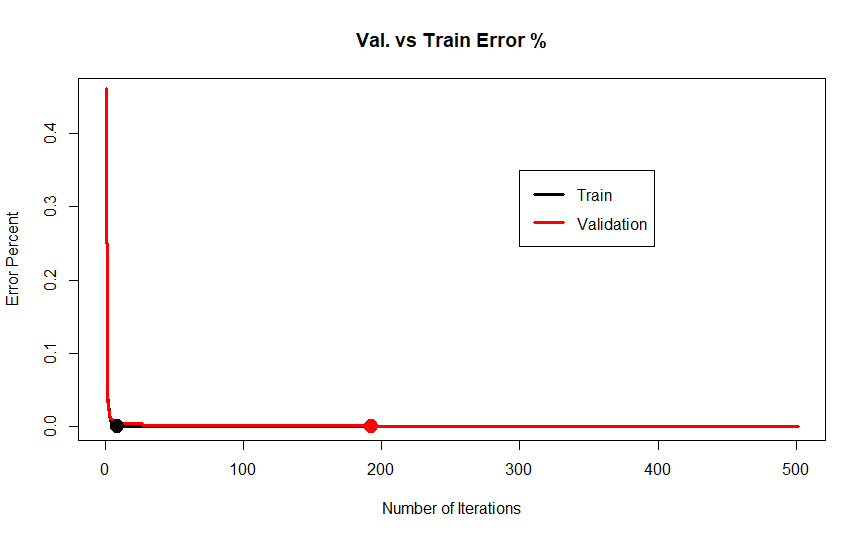 Val. vs Train Error %
Error Percent
0.4
0.3
0.2
0.1
0.0
Train
Validation
0 100 200 300 400 500
Number of Iterations